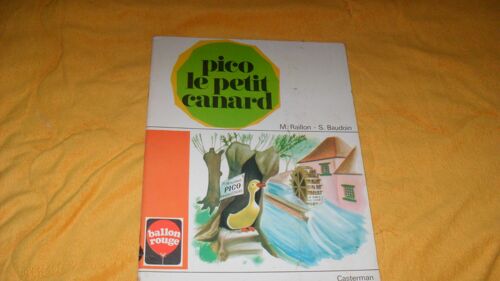 pico
le petit
canard
M. Raillon - S. Baudoin
PICO
ballon
rouge
Casterman